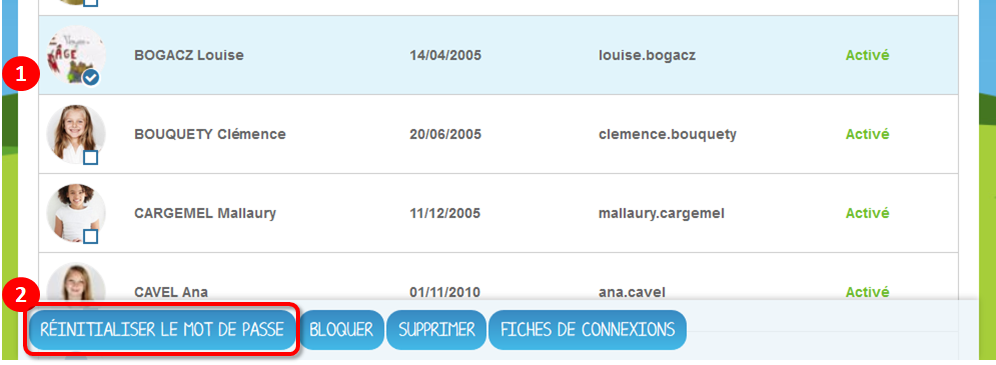 Voyage
ÂGE
1 BOGACZ Louise 14/04/2005 louise.bogacz Activé
BOUQUETY Clémence 20/06/2005 clemence.bouquety Activé
CARGEMEL Mallaury 11/12/2005 mallaury.cargemel Activé
CAVEL Ana 01/11/2010 ana.cavel Activé
2 RÉINITIALISER LE MOT DE PASSE BLOQUER SUPPRIMER FICHES DE CONNEXIONS